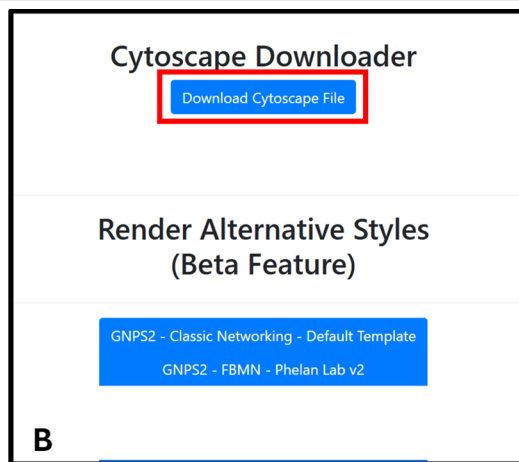 Cytoscape Downloader
Download Cytoscape File
Render Alternative Styles
(Beta Feature)
GNPS2 - Classic Networking - Default Template
GNPS2 - FBMN - Phelan Lab v2
B